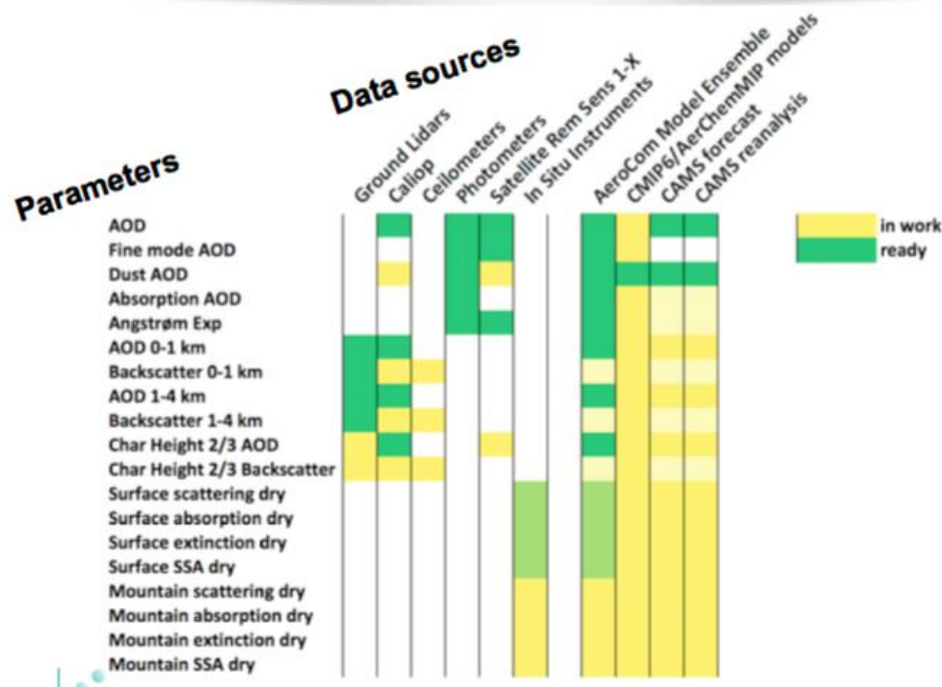 Data sources
Parameters
Ground Lidars
Caliop
Ceilometers
Photometers
Satellite Rem Sens 1-X
In Situ Instruments
AeroCom Model Ensemble
CMIP6/AerChemMIP models
CAMS forecast
CAMS reanalysis
in work
ready
AOD
Fine mode AOD
Dust AOD
Absorption AOD
Angstrøm Exp
AOD 0-1 km
Backscatter 0-1 km
AOD 1-4 km
Backscatter 1-4 km
Char Height 2/3 AOD
Char Height 2/3 Backscatter
Surface scattering dry
Surface absorption dry
Surface extinction dry
Surface SSA dry
Mountain scattering dry
Mountain absorption dry
Mountain extinction dry
Mountain SSA dry